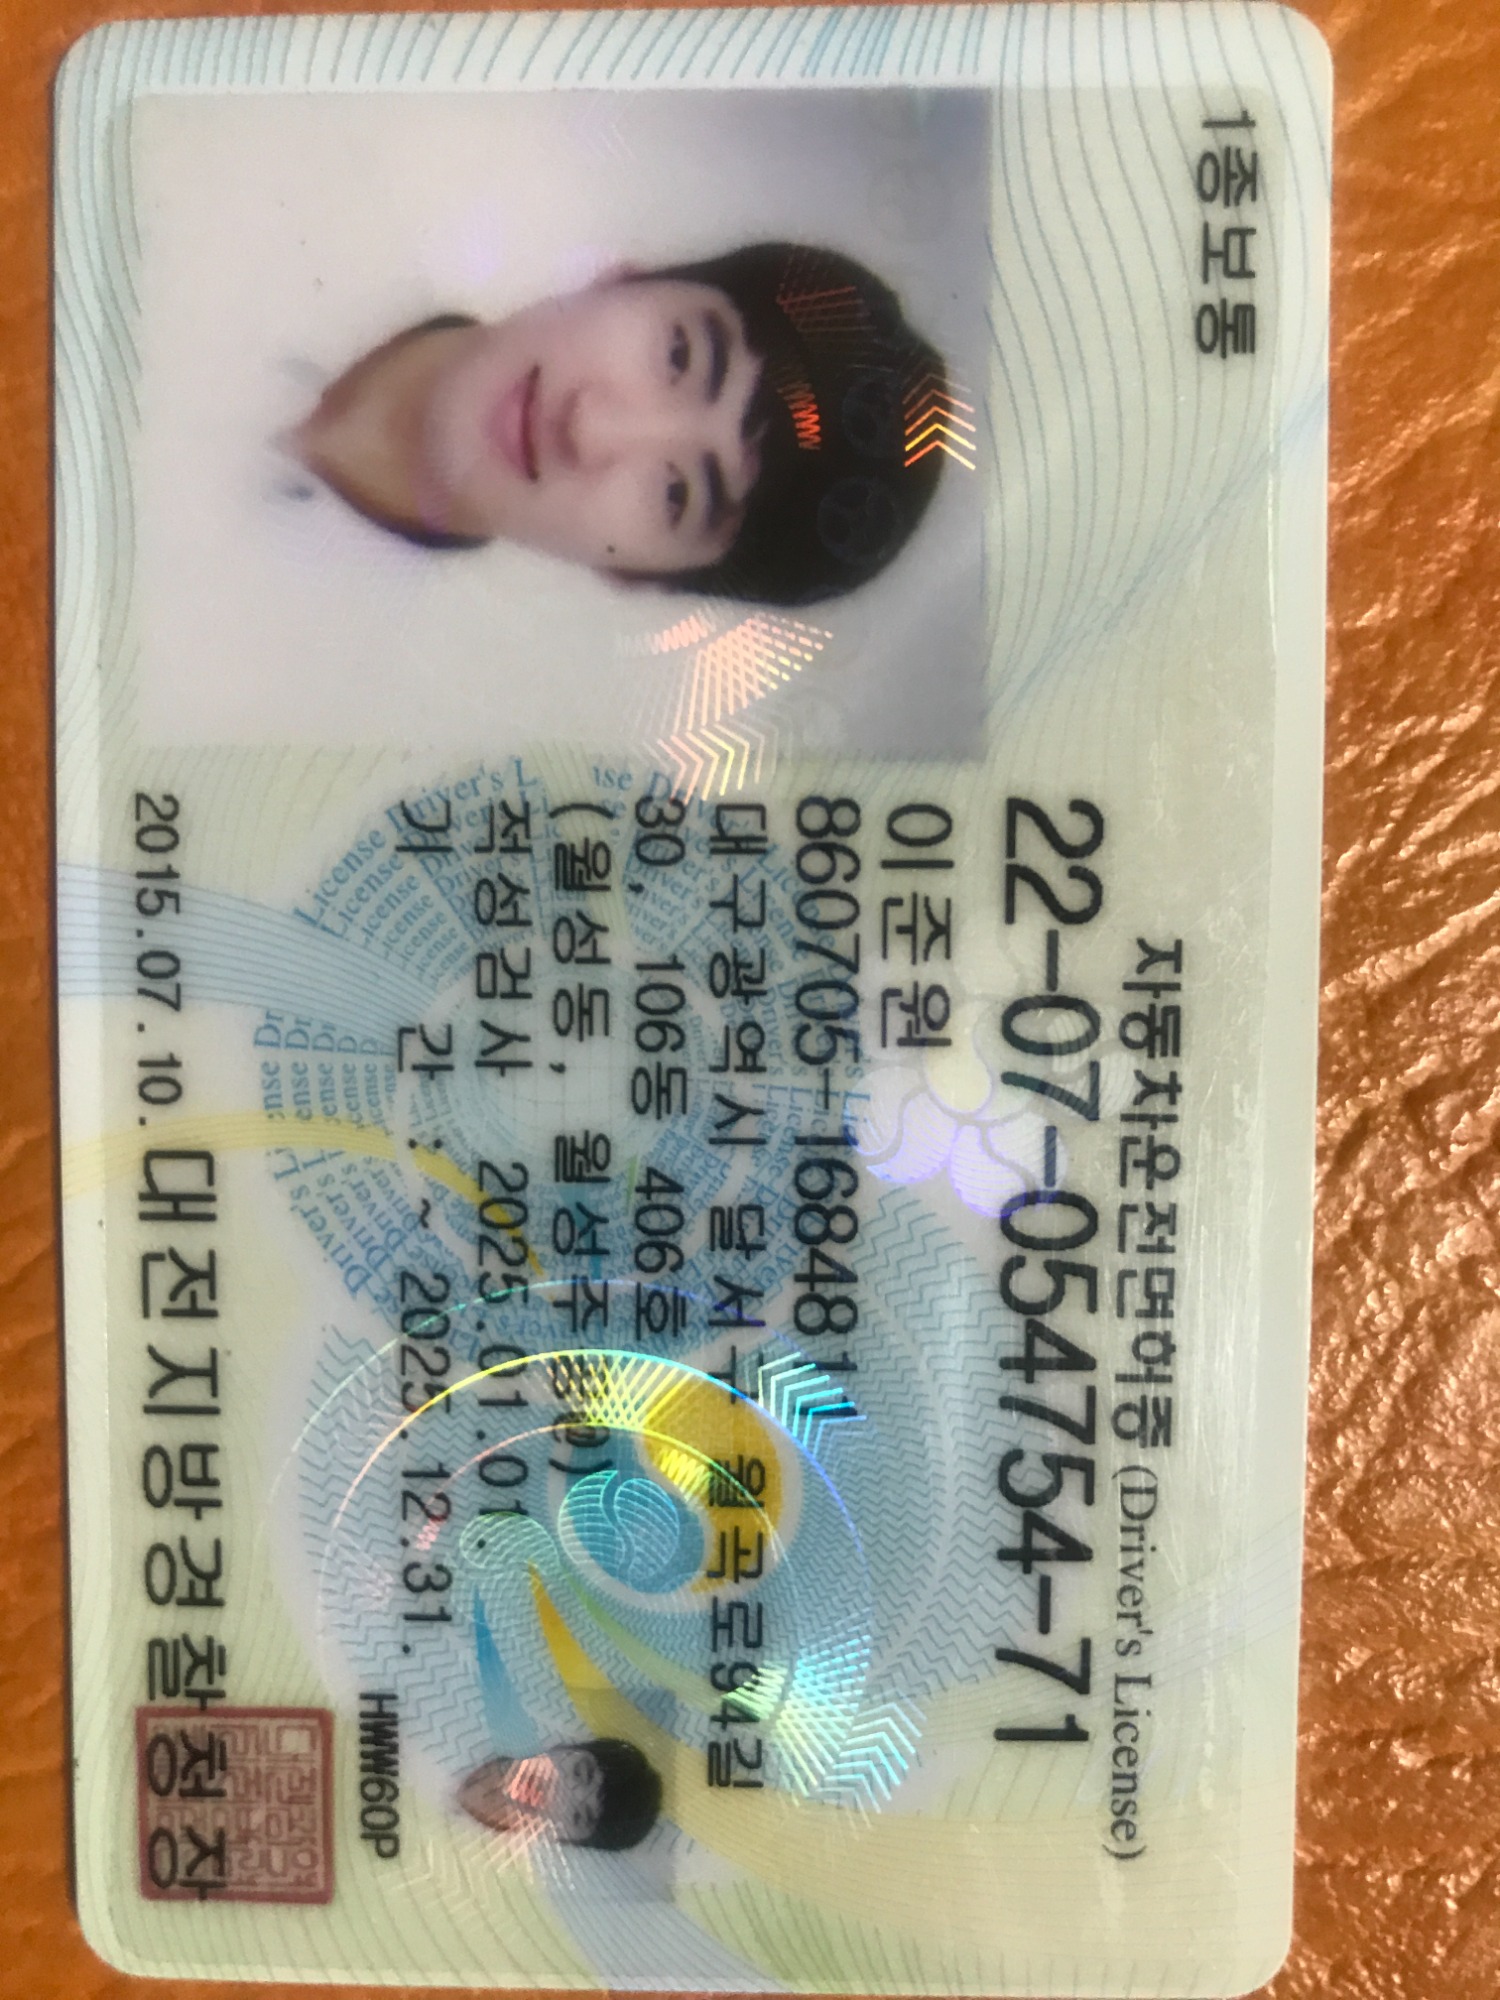 1종보통
자동차운전면허증 (Driver's License)
22-07-054754-71
이준원
860705-168481
대구광역시 달서구 월곡로94길
30, 106동 406호
(월성동, 월성주공@)
적성검사 2025.01.01.
기 간 : ~ 2025.12.31.
HWW60P
2015.07.10. 대전지방경찰청장